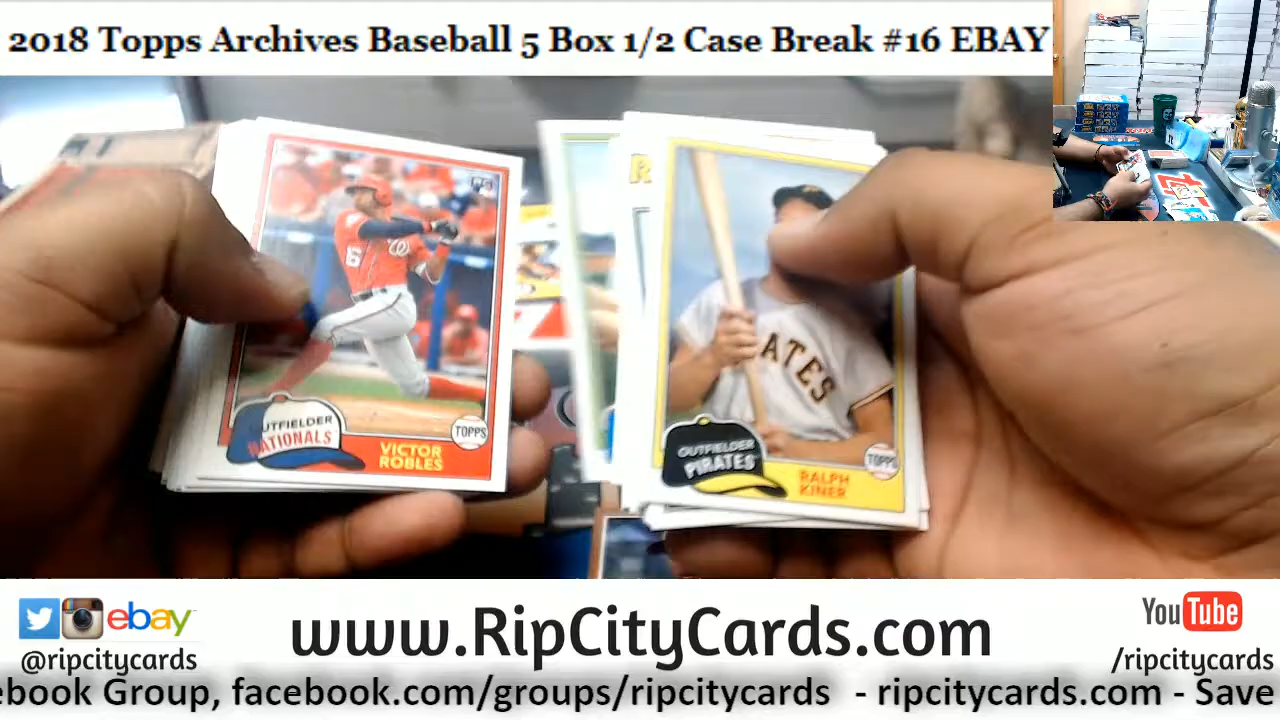 2018 Topps Archives Baseball 5 Box 1/2 Case Break #16 EBAY
16
OUTFIELDER
NATIONALS
VICTOR
ROBLES
TOPPS
R
ATES
OUTFIELDER
PIRATES
RALPH
KINER
TOPPS
ebay
@ripcitycards
www.RipCityCards.com
YouTube
/ripcitycards
ebook Group, facebook.com/groups/ripcitycards - ripcitycards.com - Save